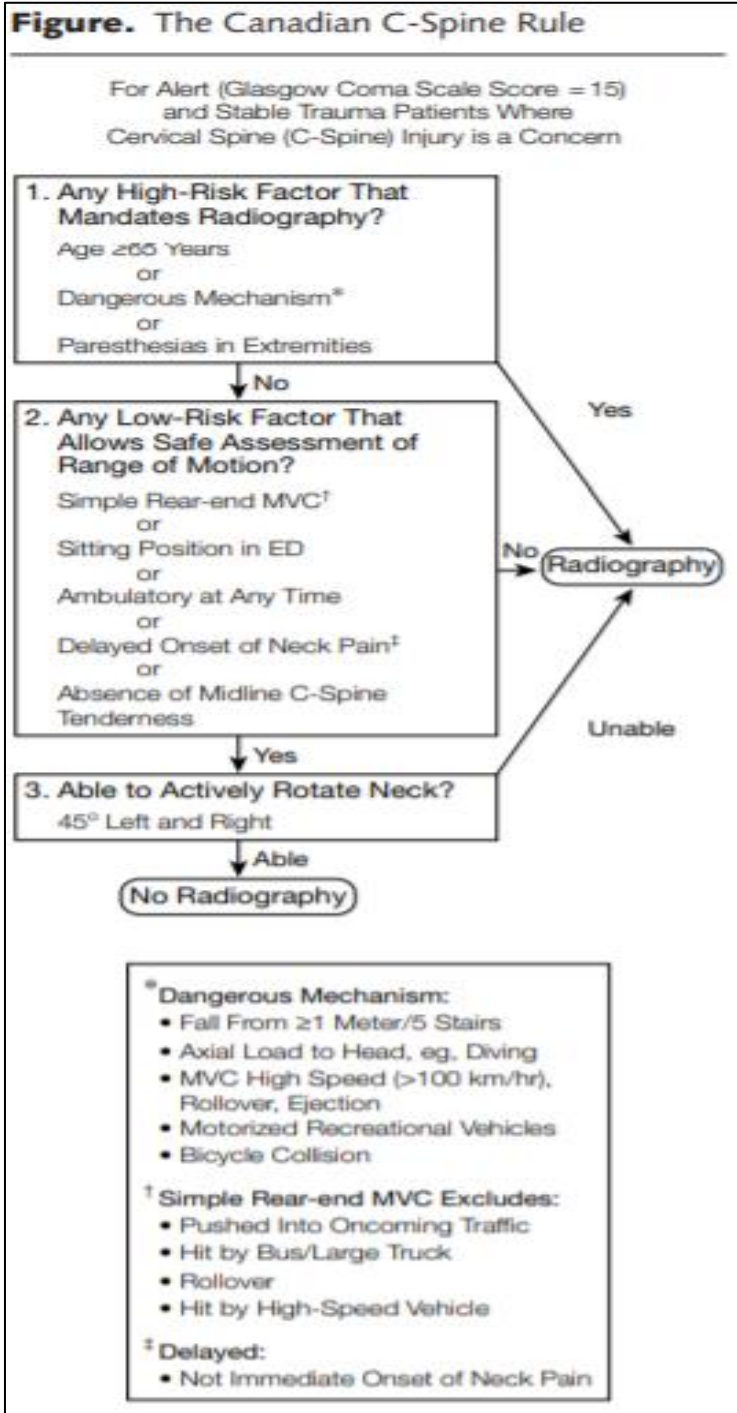 Figure. The Canadian C-Spine Rule
For Alert (Glasgow Coma Scale Score = 15)
and Stable Trauma Patients Where
Cervical Spine (C-Spine) Injury is a Concern
1. Any High-Risk Factor That
Mandates Radiography?
Age ≥65 Years
or
Dangerous Mechanism*
or
Paresthesias in Extremities
No
Yes
2. Any Low-Risk Factor That
Allows Safe Assessment of
Range of Motion?
Simple Rear-end MVC†
or
Sitting Position in ED
or
Ambulatory at Any Time
or
Delayed Onset of Neck Pain‡
or
Absence of Midline C-Spine
Tenderness
No
Radiography
Yes
Unable
3. Able to Actively Rotate Neck?
45° Left and Right
Able
No Radiography
*Dangerous Mechanism:
• Fall From ≥1 Meter/5 Stairs
• Axial Load to Head, eg, Diving
• MVC High Speed (>100 km/hr),
Rollover, Ejection
• Motorized Recreational Vehicles
• Bicycle Collision
†Simple Rear-end MVC Excludes:
• Pushed Into Oncoming Traffic
• Hit by Bus/Large Truck
• Rollover
• Hit by High-Speed Vehicle
‡Delayed:
• Not Immediate Onset of Neck Pain